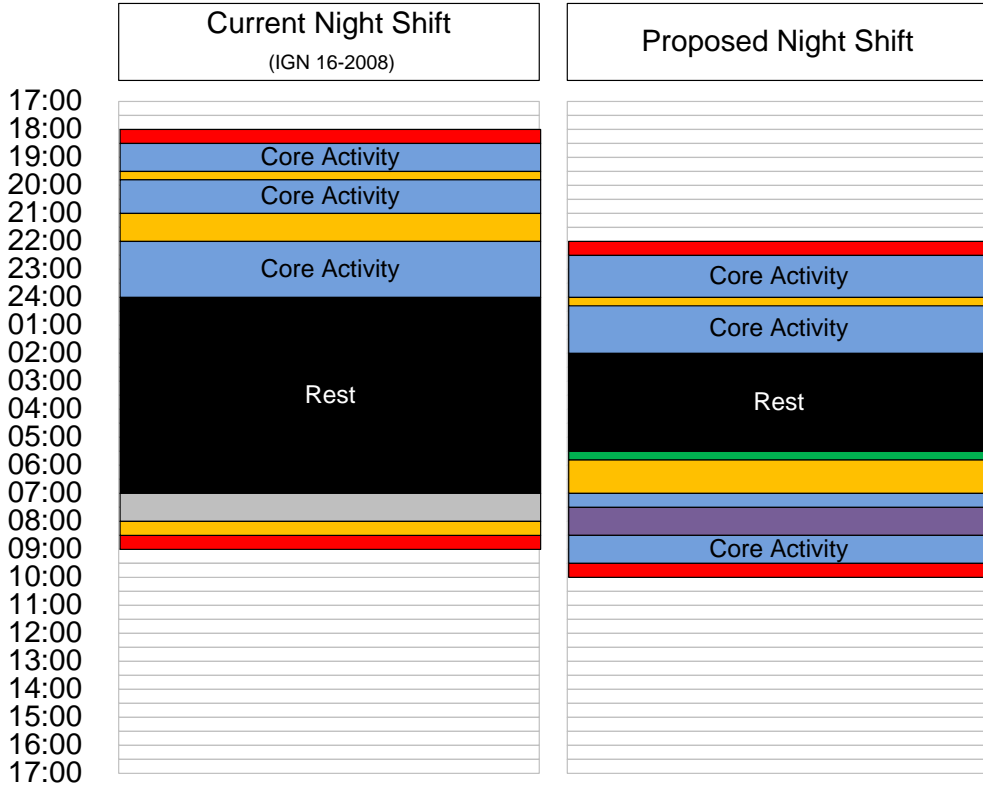 Current Night Shift
(IGN 16-2008)
Proposed Night Shift
17:00
18:00
19:00
20:00
21:00
22:00
23:00
24:00
01:00
02:00
03:00
04:00
05:00
06:00
07:00
08:00
09:00
10:00
11:00
12:00
13:00
14:00
15:00
16:00
17:00
Core Activity
Core Activity
Core Activity
Rest
Core Activity
Core Activity
Rest
Core Activity